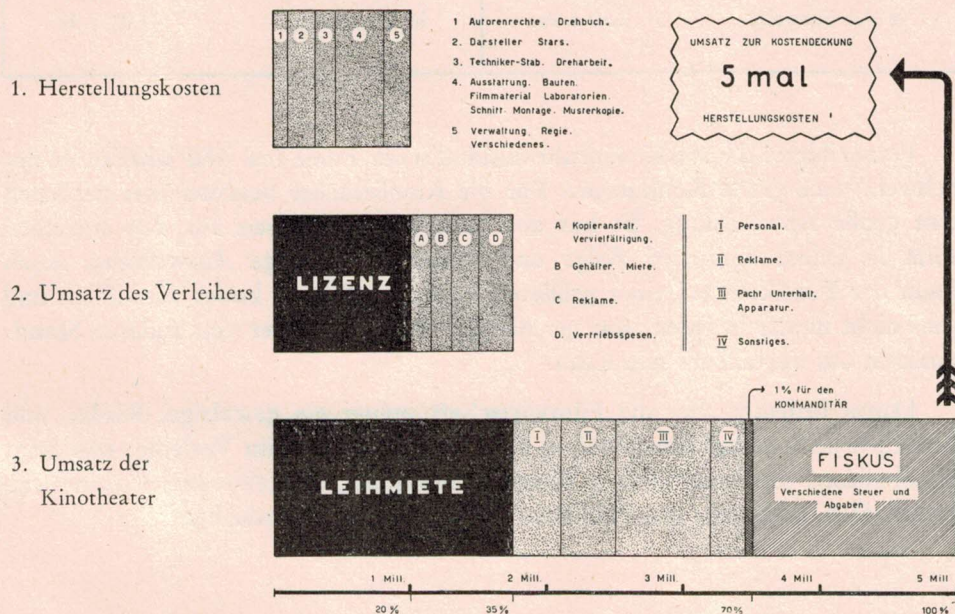 1. Herstellungskosten
1 2 3 4 5
1 Autorenrechte. Drehbuch.
2. Darsteller Stars.
3. Techniker-Stab. Dreharbeit.
4. Ausstattung. Bauten.
Filmmaterial Laboratorien.
Schnitt Montage. Musterkopie.
5 Verwaltung. Regie.
Verschiedenes.
UMSATZ ZUR KOSTENDECKUNG
5 mal
HERSTELLUNGSKOSTEN '
2. Umsatz des Verleihers
LIZENZ
A B C D
A Kopieranstalt.
Vervielfältigung.
B Gehälter. Miete.
C Reklame.
D. Vertriebsspesen.
I Personal.
II Reklame.
III Pacht Unterhalt.
Apparatur.
IV Sonstiges.
3. Umsatz der
Kinotheater
1% für den
KOMMANDITÄR
LEIHMIETE
I II III IV
FISKUS
Verschiedene Steuer und
Abgaben
1 Mill. 2 Mill. 3 Mill. 4 Mill 5 Mill
20 % 35 % 70 % 100 %